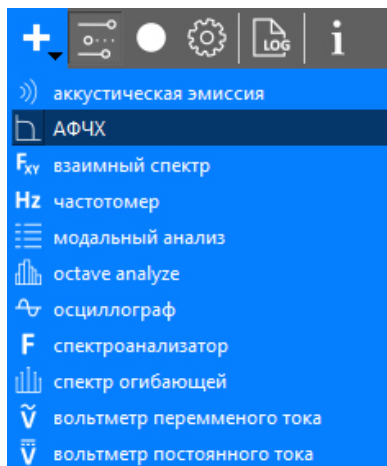 LOG i
аккустическая эмиссия
АФЧХ
Fxy взаимный спектр
Hz частотомер
модальный анализ
octave analyze
осциллограф
F спектроанализатор
спектр огибающей
Ṽ вольтметр перемменого тока
V̅ вольтметр постоянного тока